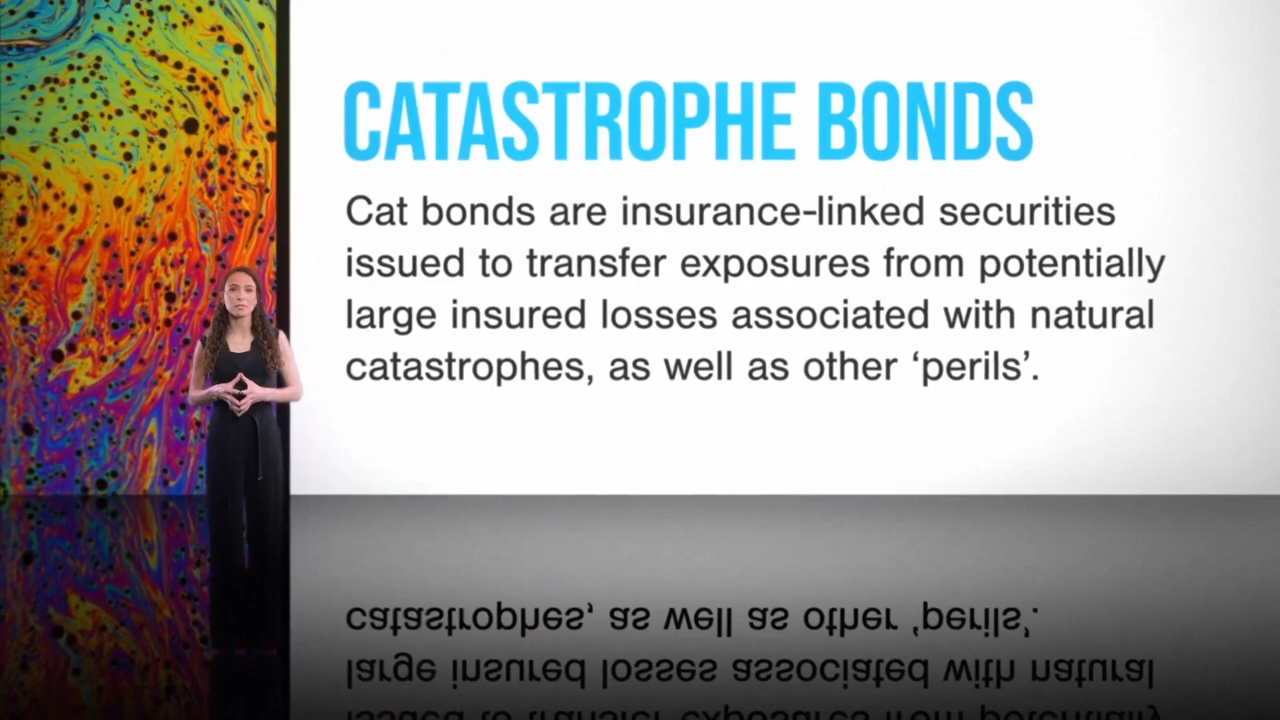 CATASTROPHE BONDS
Cat bonds are insurance-linked securities
issued to transfer exposures from potentially
large insured losses associated with natural
catastrophes, as well as other ‘perils’.